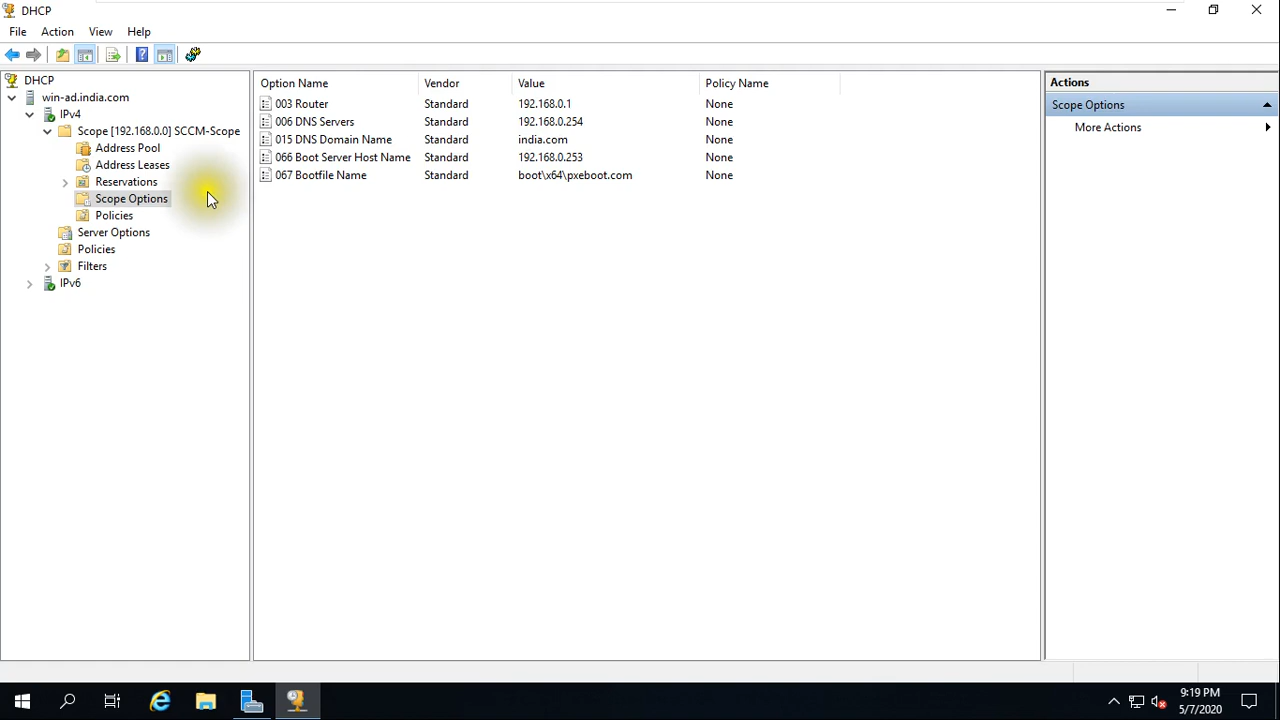 DHCP
File Action View Help
DHCP
win-ad.india.com
IPv4
Scope [192.168.0.0] SCCM-Scope
Address Pool
Address Leases
Reservations
Scope Options
Policies
Server Options
Policies
Filters
IPv6
Option Name Vendor Value Policy Name
003 Router Standard 192.168.0.1 None
006 DNS Servers Standard 192.168.0.254 None
015 DNS Domain Name Standard india.com None
066 Boot Server Host Name Standard 192.168.0.253 None
067 Bootfile Name Standard boot\x64\pxeboot.com None
Actions
Scope Options
More Actions
9:19 PM
5/7/2020